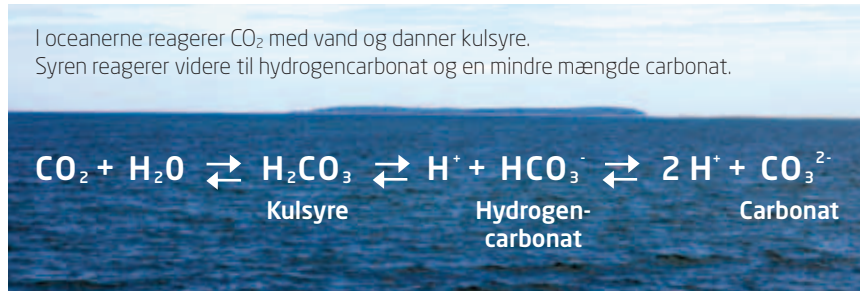 I oceanerne reagerer CO₂ med vand og danner kulsyre.
Syren reagerer videre til hydrogencarbonat og en mindre mængde carbonat.
CO₂ + H₂O ⇄ H₂CO₃ ⇄ H⁺ + HCO₃⁻ ⇄ 2 H⁺ + CO₃²⁻
Kulsyre Hydrogen- Carbonat
carbonat